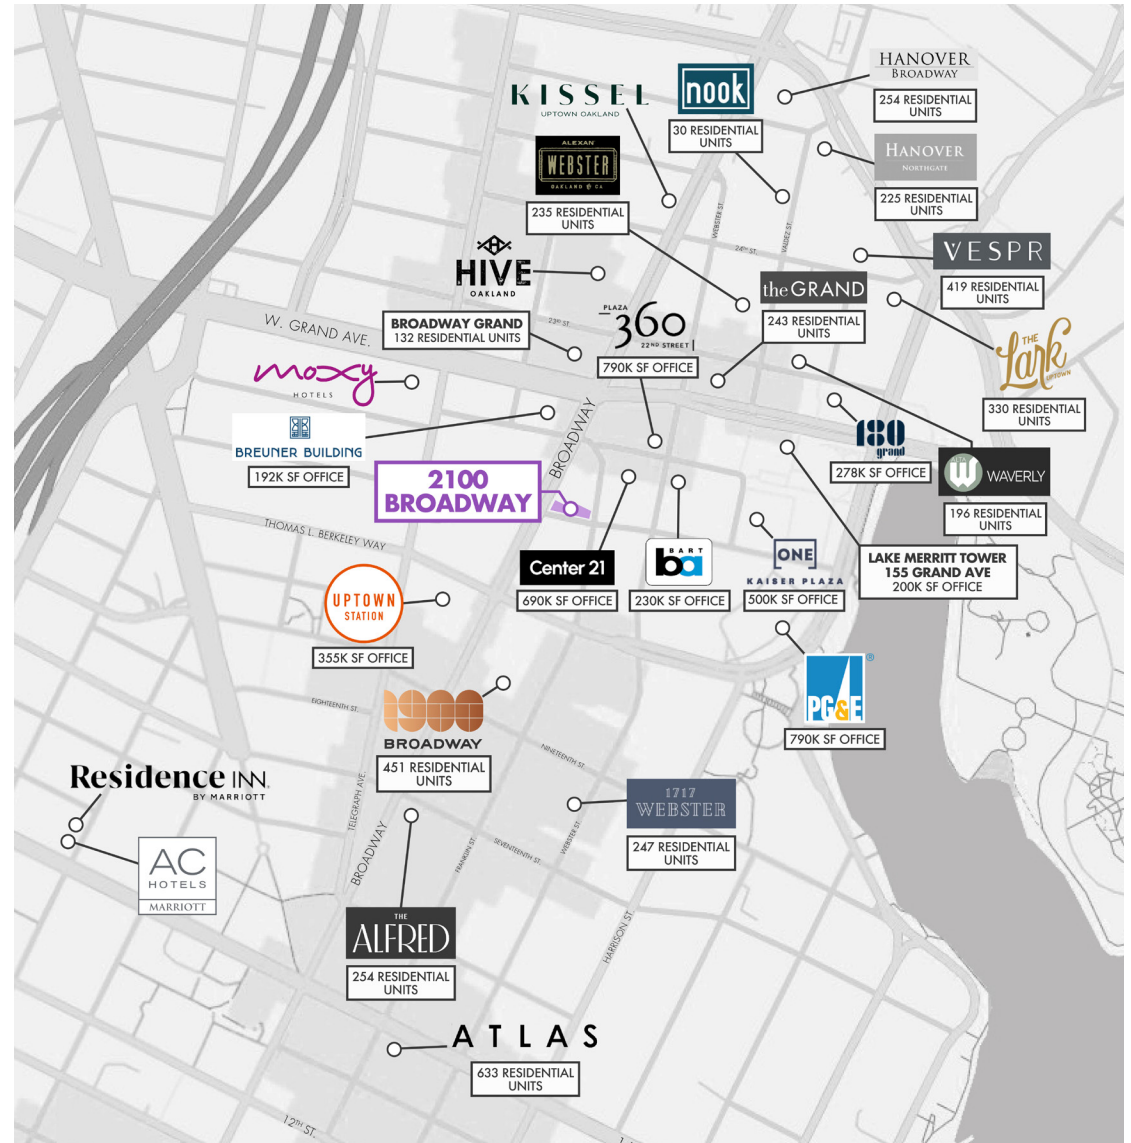 HANOVER
BROADWAY
254 RESIDENTIAL
UNITS
KISSEL
UPTOWN OAKLAND
nook
30 RESIDENTIAL
UNITS
ALEXAN
WEBSTER
OAKLAND CA
235 RESIDENTIAL
UNITS
HANOVER
NORTHGATE
225 RESIDENTIAL
UNITS
WEBSTER ST.
VALDEZ ST.
24TH ST.
VESPR
419 RESIDENTIAL
UNITS
HIVE
OAKLAND
theGRAND
243 RESIDENTIAL
UNITS
PLAZA
360
22ND STREET
790K SF OFFICE
BROADWAY GRAND
132 RESIDENTIAL UNITS
23RD ST.
W. GRAND AVE.
THE
Lark
UPTOWN
330 RESIDENTIAL
UNITS
moxy
HOTELS
BREUNER BUILDING
192K SF OFFICE
BROADWAY
180
grand
278K SF OFFICE
W WAVERLY
196 RESIDENTIAL
UNITS
2100
BROADWAY
THOMAS L. BERKELEY WAY
Center 21
690K SF OFFICE
BART
ba
230K SF OFFICE
ONE
KAISER PLAZA
500K SF OFFICE
LAKE MERRITT TOWER
155 GRAND AVE
200K SF OFFICE
UPTOWN
STATION
355K SF OFFICE
PG&E®
790K SF OFFICE
EIGHTEENTH ST.
1900
BROADWAY
451 RESIDENTIAL
UNITS
NINETEENTH ST.
Residence INN.
BY MARRIOTT
TELEGRAPH AVE.
BROADWAY
FRANKLIN ST.
SEVENTEENTH ST.
WEBSTER ST.
1717
WEBSTER
247 RESIDENTIAL
UNITS
AC
HOTELS
MARRIOTT
THE
ALFRED
254 RESIDENTIAL
UNITS
HARRISON ST.
ATLAS
633 RESIDENTIAL
UNITS
12TH ST.